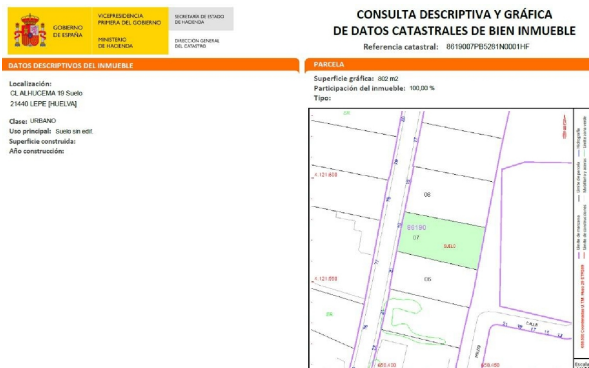 GOBIERNO
DE ESPAÑA
VICEPRESIDENCIA
PRIMERA DEL GOBIERNO
MINISTERIO
DE HACIENDA
SECRETARÍA DE ESTADO
DE HACIENDA
DIRECCIÓN GENERAL
DEL CATASTRO
CONSULTA DESCRIPTIVA Y GRÁFICA
DE DATOS CATASTRALES DE BIEN INMUEBLE
Referencia catastral: 8619007PB5281N0001HF
DATOS DESCRIPTIVOS DEL INMUEBLE
Localización:
CL ALHUCEMA 19 Suelo
21440 LEPE [HUELVA]
Clase: URBANO
Uso principal: Suelo sin edif.
Superficie construida:
Año construcción:
PARCELA
Superficie gráfica: 802 m2
Participación del inmueble: 100,00 %
Tipo:
08
86190
07
SUELO
06
CALLE